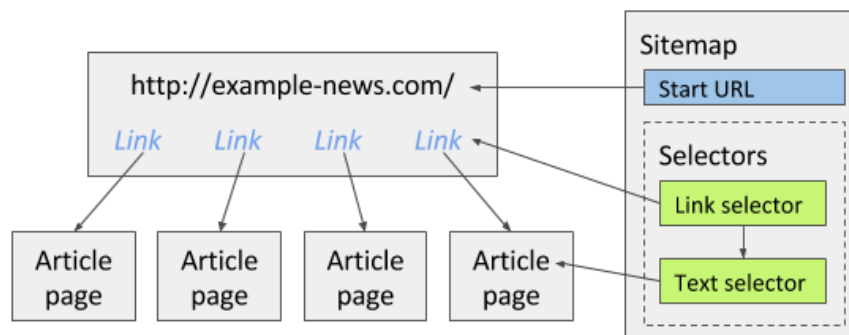 http://example-news.com/
Link Link Link Link
Article
page
Article
page
Article
page
Article
page
Sitemap
Start URL
Selectors
Link selector
Text selector